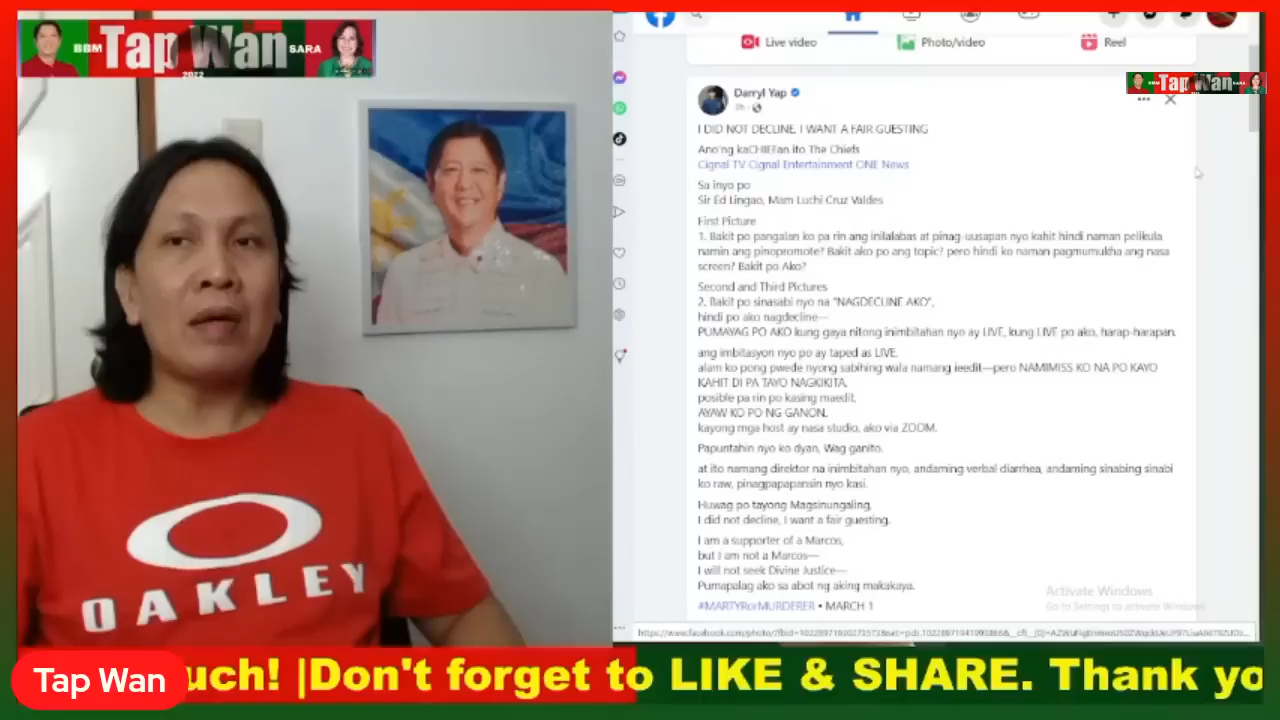 BBM Tap Wan SARA
2022
Live video
Photo/video
Reel
BBM Tap Wan SARA
Darryl Yap
I DID NOT DECLINE, I WANT A FAIR GUESTING
Ano'ng kaCHIEFan ito The Chiefs
Cignal TV Cignal Entertainment ONE News
Sa inyo po
Sir Ed Lingao, Mam Luchi Cruz Valdes
First Picture
1. Bakit po pangalan ko pa rin ang inilalabas at pinag-uusapan nyo kahit hindi naman pelikula
namin ang pinopromote? Bakit ako po ang topic? pero hindi ko naman pagmumukha ang nasa
screen? Bakit po Ako?
Second and Third Pictures
2. Bakit po sinasabi nyo na "NAGDECLINE AKO",
hindi po ako nagdecline—
PUMAYAG PO AKO kung gaya nitong inimbitahan nyo ay LIVE, kung LIVE po ako, harap-harapan.
ang imbitasyon nyo po ay taped as LIVE.
alam ko pong pwede nyong sabihing wala namang ieedit—pero NAMIMISS KO NA PO KAYO
KAHIT DI PA TAYO NAGKIKITA.
posible pa rin po kasing maedit.
AYAW KO PO NG GANON.
kayong mga host ay nasa studio, ako via ZOOM.
Papuntahin nyo ko dyan, Wag ganito.
at ito namang direktor na inimbitahan nyo, andaming verbal diarrhea, andaming sinabing sinabi
ko raw, pinagpapapansin nyo kasi.
Huwag po tayong Magsinungaling,
I did not decline, I want a fair guesting.
I am a supporter of a Marcos,
but I am not a Marcos—
I will not seek Divine Justice—
Pumapalag ako sa abot ng aking makakaya.
#MARTYRorMURDERER • MARCH 1
Activate Windows
Go to Settings to activate Windows.
OAKLEY
Tap Wan
uch! |Don't forget to LIKE & SHARE. Thank yo